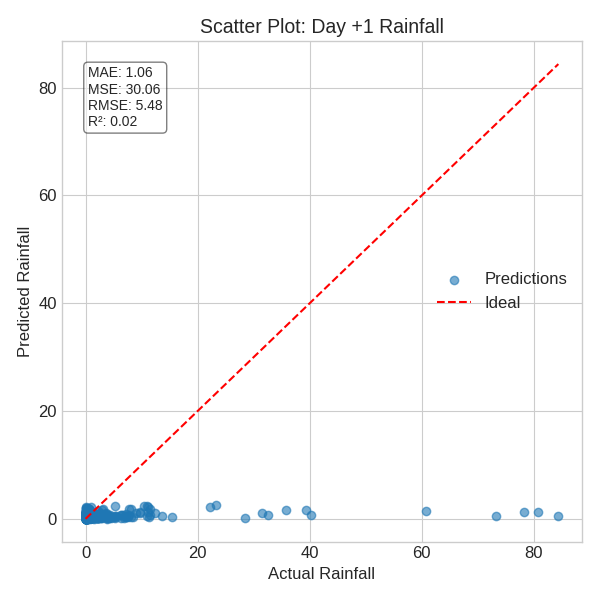 Scatter Plot: Day +1 Rainfall
MAE: 1.06
MSE: 30.06
RMSE: 5.48
R²: 0.02
80
60
40
20
0
Predicted Rainfall
Predictions
Ideal
0 20 40 60 80
Actual Rainfall